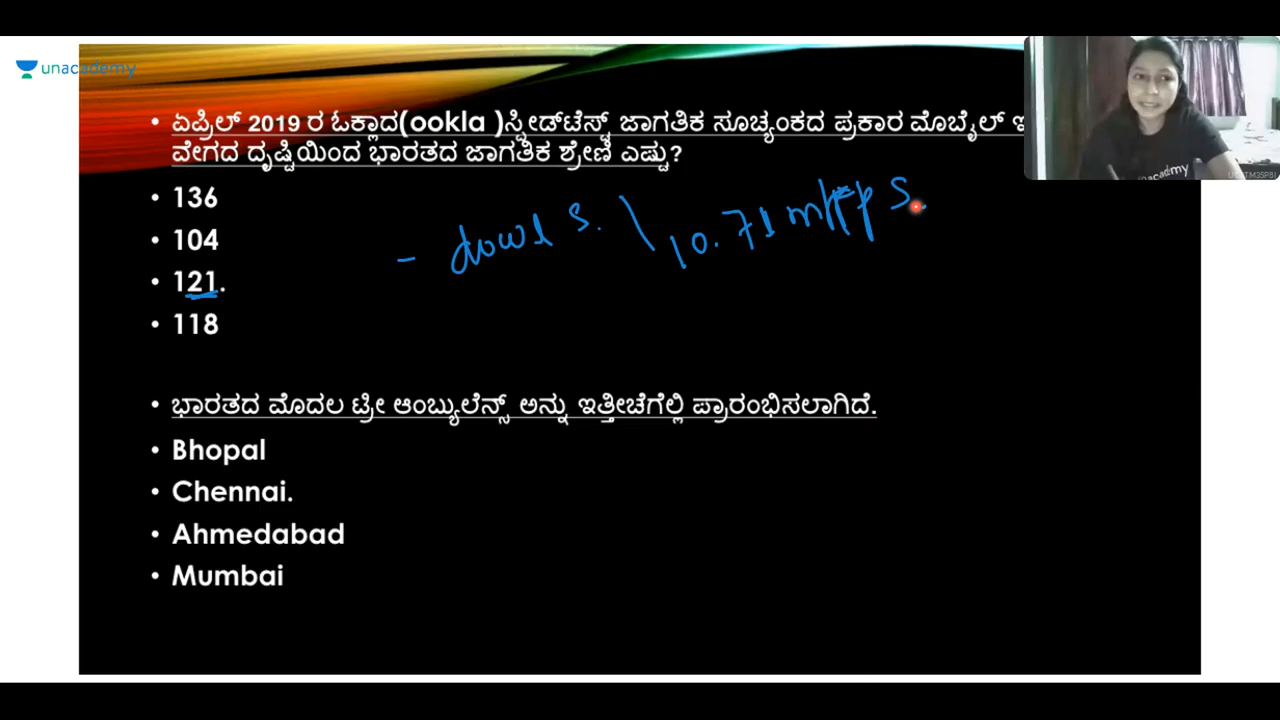 unacademy
ಏಪ್ರಿಲ್ 2019 ರ ಓಕ್ಲಾದ(ookla )ಸ್ಪೀಡ್‌ಟೆಸ್ಟ್ ಜಾಗತಿಕ ಸೂಚ್ಯಂಕದ ಪ್ರಕಾರ ಮೊಬೈಲ್
ವೇಗದ ದೃಷ್ಟಿಯಿಂದ ಭಾರತದ ಜಾಗತಿಕ ಶ್ರೇಣಿ ಎಷ್ಟು?
136
104
121.
118
- dowl s. \ 10.71
ಭಾರತದ ಮೊದಲ ಟ್ರೀ ಆಂಬ್ಯುಲೆನ್ಸ್ ಅನ್ನು ಇತ್ತೀಚೆಗೆಲ್ಲಿ ಪ್ರಾರಂಭಿಸಲಾಗಿದೆ.
Bhopal
Chennai.
Ahmedabad
Mumbai